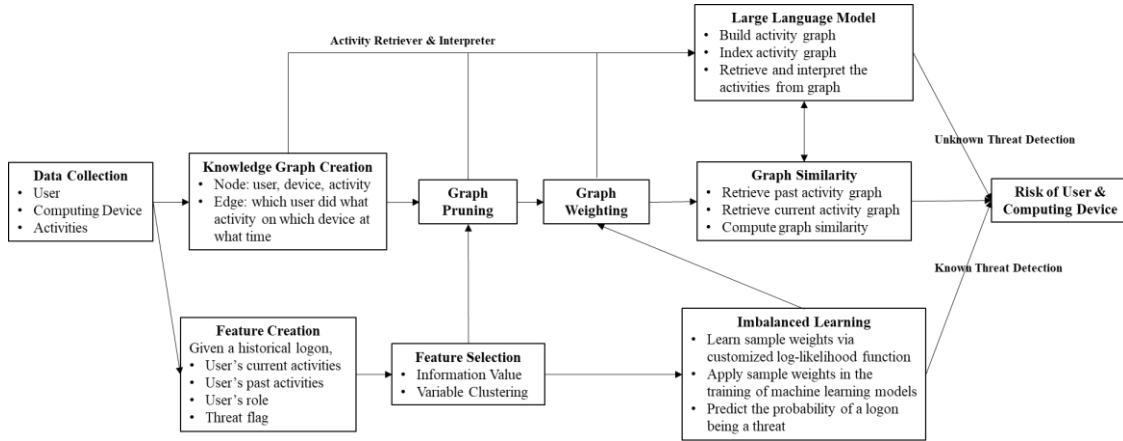 Large Language Model
• Build activity graph
• Index activity graph
• Retrieve and interpret the
activities from graph
Activity Retriever & Interpreter
Unknown Threat Detection
Data Collection
• User
• Computing Device
• Activities
Knowledge Graph Creation
• Node: user, device, activity
• Edge: which user did what
activity on which device at
what time
Graph
Pruning
Graph
Weighting
Graph Similarity
• Retrieve past activity graph
• Retrieve current activity graph
• Compute graph similarity
Risk of User &
Computing Device
Known Threat Detection
Feature Creation
Given a historical logon,
• User's current activities
• User's past activities
• User's role
• Threat flag
Feature Selection
• Information Value
• Variable Clustering
Imbalanced Learning
• Learn sample weights via
customized log-likelihood function
• Apply sample weights in the
training of machine learning models
• Predict the probability of a logon
being a threat